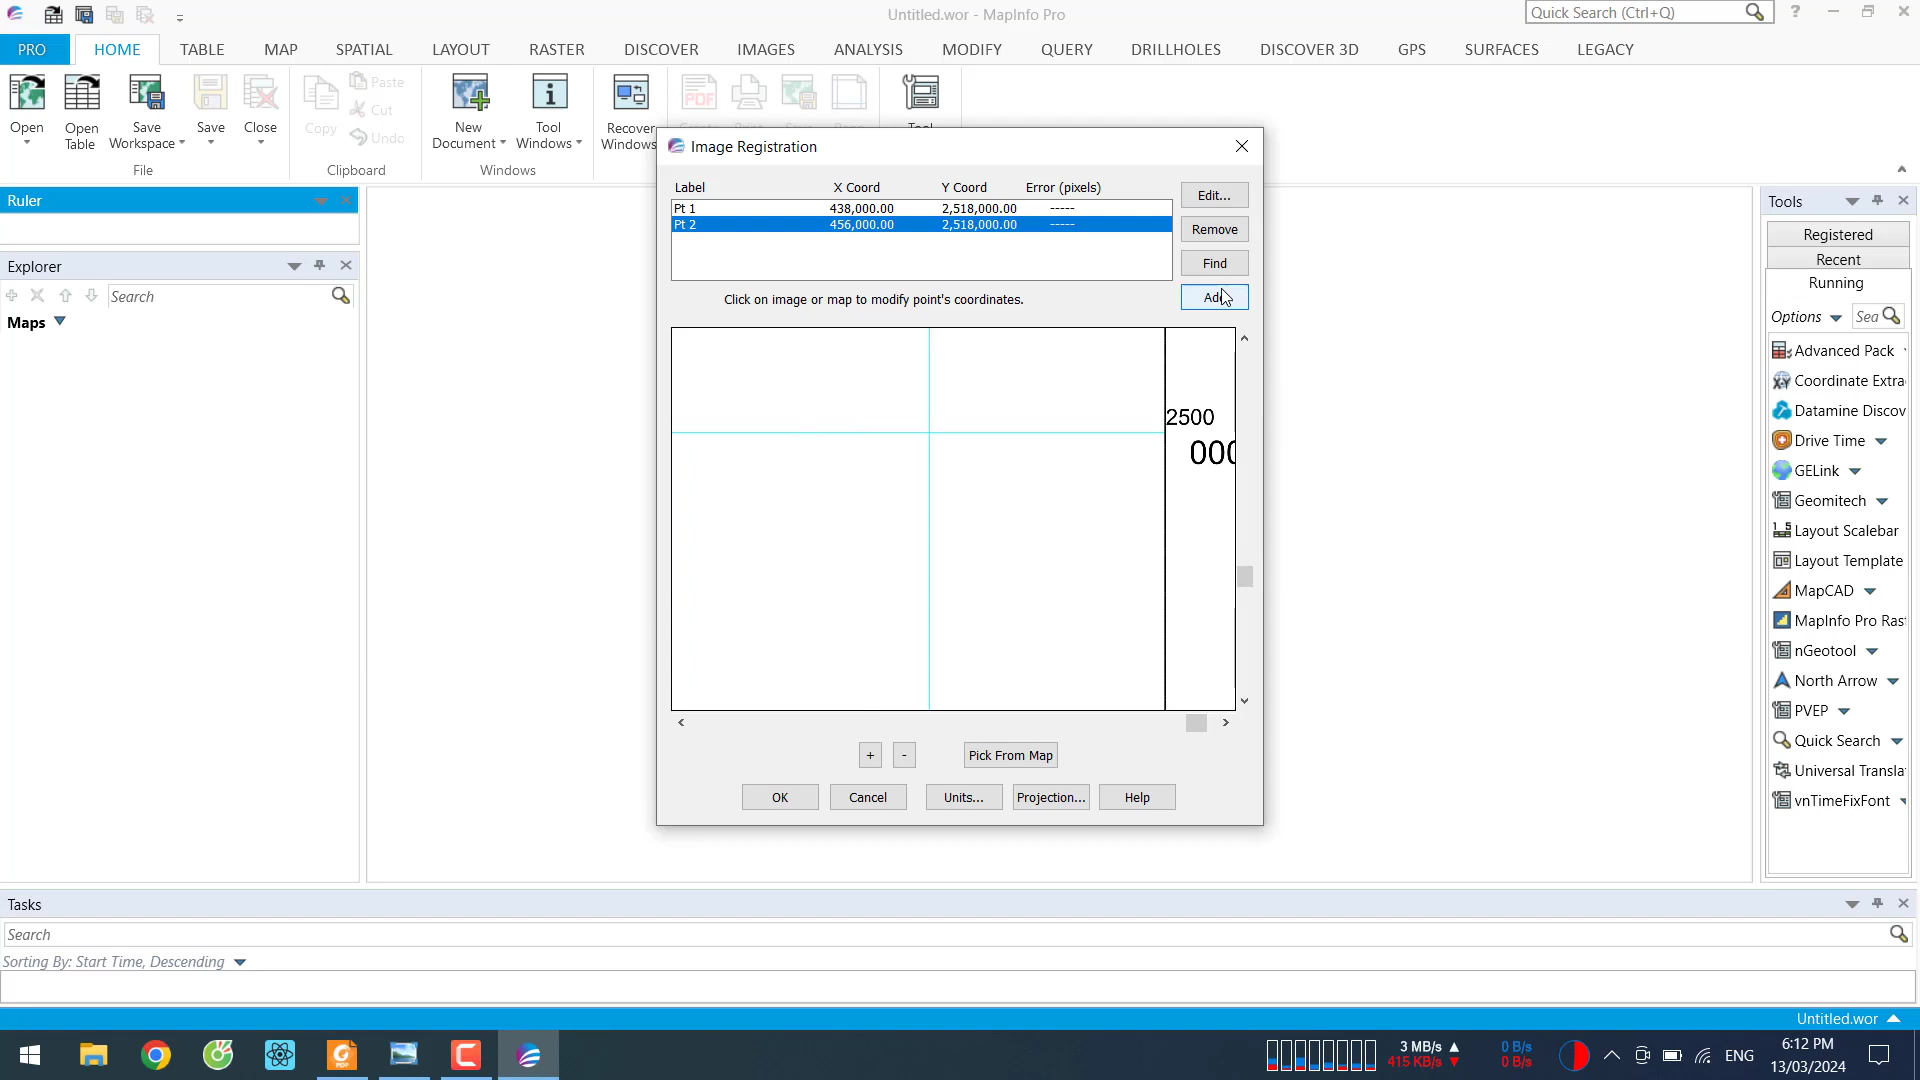 Untitled.wor - MapInfo Pro
Quick Search (Ctrl+Q)
PRO HOME TABLE MAP SPATIAL LAYOUT RASTER DISCOVER IMAGES ANALYSIS MODIFY QUERY DRILLHOLES DISCOVER 3D GPS SURFACES LEGACY
Open
Open Table
Save Workspace
Save
Close
File
Copy
Paste
Cut
Undo
Clipboard
New Document
Tool Windows
Windows
Recover Windows
PDF
Tool
Ruler
Explorer
Search
Maps
Image Registration
Label X Coord Y Coord Error (pixels)
Pt 1 438,000.00 2,518,000.00 -----
Pt 2 456,000.00 2,518,000.00 -----
Edit...
Remove
Find
Click on image or map to modify point's coordinates.
2500
+ - Pick From Map
OK Cancel Units... Projection... Help
Tools
Registered
Recent
Running
Options Sea
Advanced Pack
Coordinate Extra
Datamine Discov
Drive Time
GELink
Geomitech
Layout Scalebar
Layout Template
MapCAD
MapInfo Pro Ras
nGeotool
North Arrow
PVEP
Quick Search
Universal Transla
vnTimeFixFont
Tasks
Search
Sorting By: Start Time, Descending
Untitled.wor
3 MB/s
415 KB/s
0 B/s
0 B/s
ENG
6:12 PM
13/03/2024